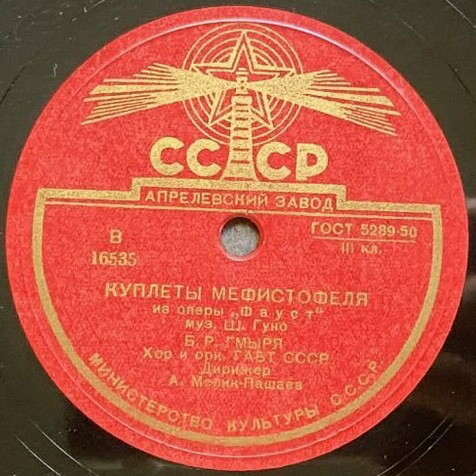 СССР
АПРЕЛЕВСКИЙ ЗАВОД
В
16535
ГОСТ 5289-50
III кл.
КУПЛЕТЫ МЕФИСТОФЕЛЯ
из оперы „Фауст"
муз. Ш. Гуно
Б. Р. ГМЫРЯ
Хор и орк. ГАБТ СССР
Дирижер
А. Мелик-Пашаев
МИНИСТЕРСТВО КУЛЬТУРЫ С.С.С.Р.